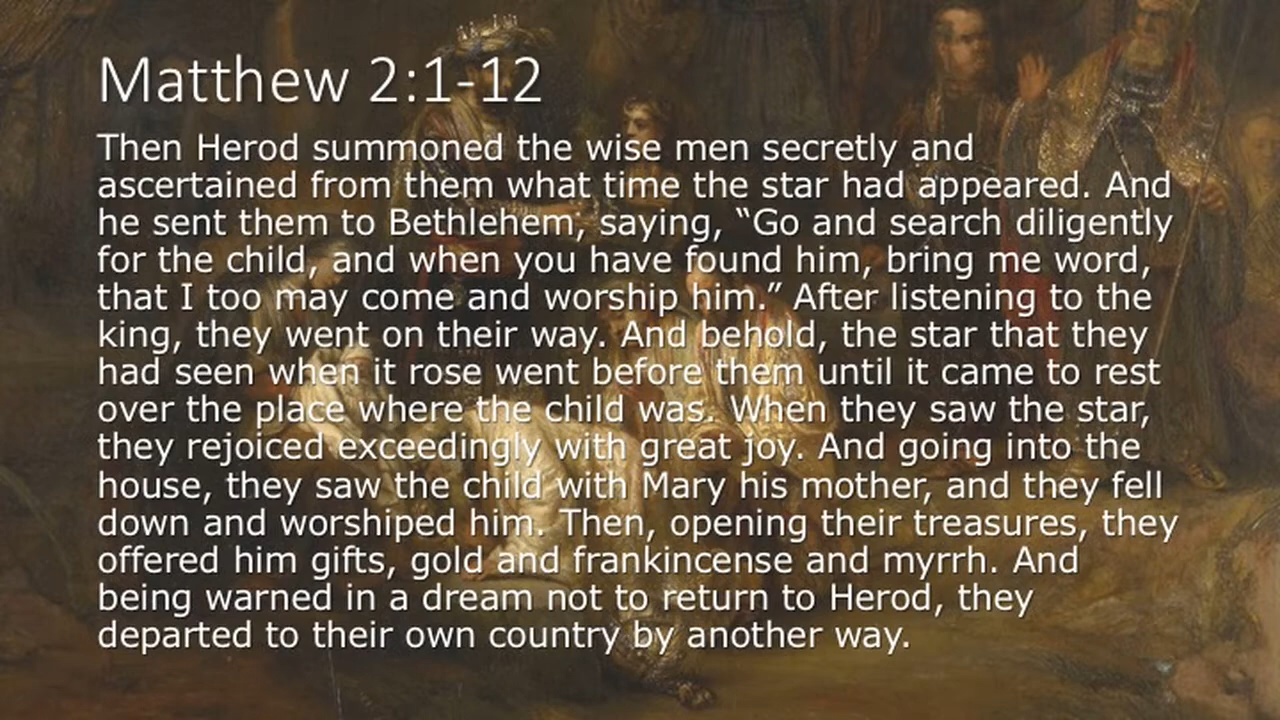 Matthew 2:1-12
Then Herod summoned the wise men secretly and
ascertained from them what time the star had appeared. And
he sent them to Bethlehem, saying, “Go and search diligently
for the child, and when you have found him, bring me word,
that I too may come and worship him.” After listening to the
king, they went on their way. And behold, the star that they
had seen when it rose went before them until it came to rest
over the place where the child was. When they saw the star,
they rejoiced exceedingly with great joy. And going into the
house, they saw the child with Mary his mother, and they fell
down and worshiped him. Then, opening their treasures, they
offered him gifts, gold and frankincense and myrrh. And
being warned in a dream not to return to Herod, they
departed to their own country by another way.